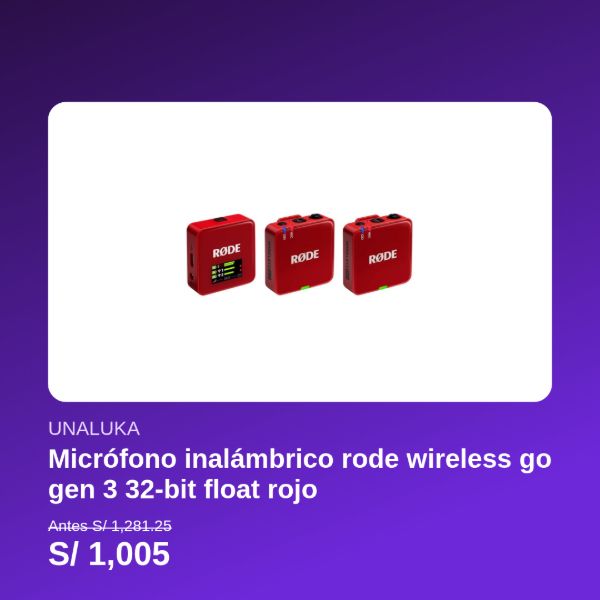 RØDE
RØDE
RØDE
UNALUKA
Micrófono inalámbrico rode wireless go
gen 3 32-bit float rojo
Antes S/ 1,281.25
S/ 1,005